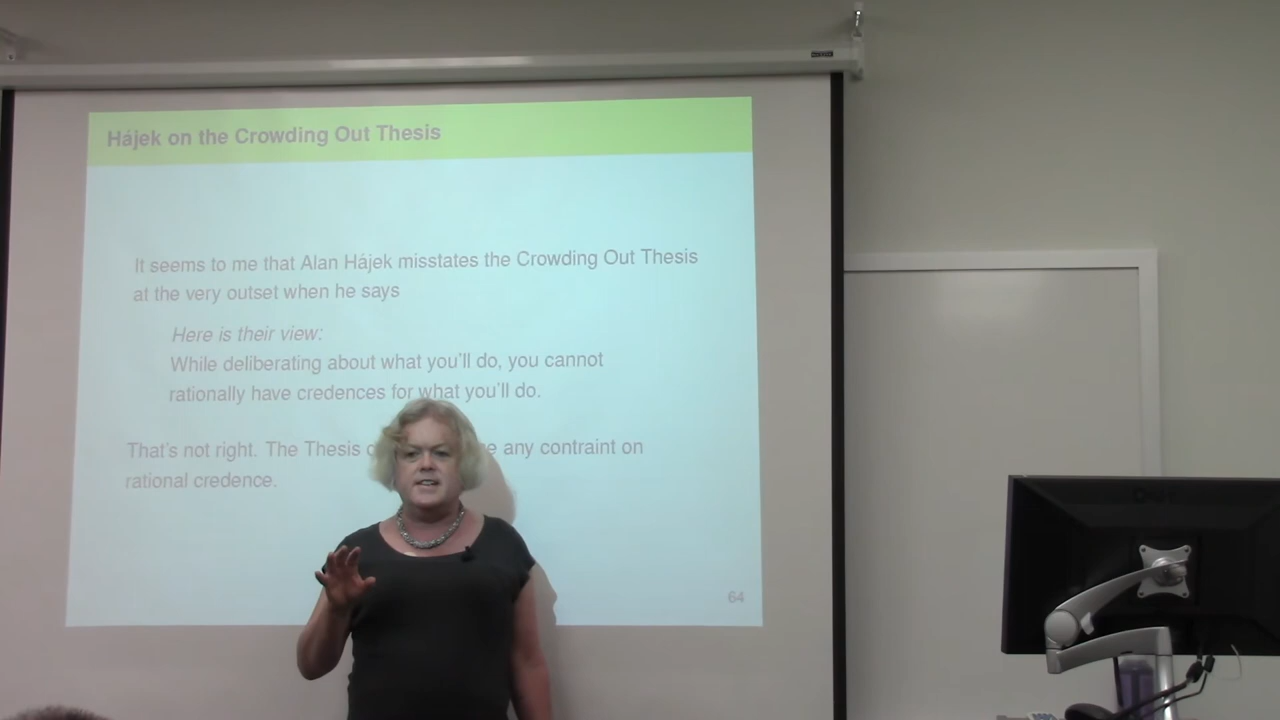 Hájek on the Crowding Out Thesis
It seems to me that Alan Hájek misstates the Crowding Out Thesis
at the very outset when he says
Here is their view:
While deliberating about what you'll do, you cannot
rationally have credences for what you'll do.
That's not right. The Thesis any contraint on
rational credence.
64